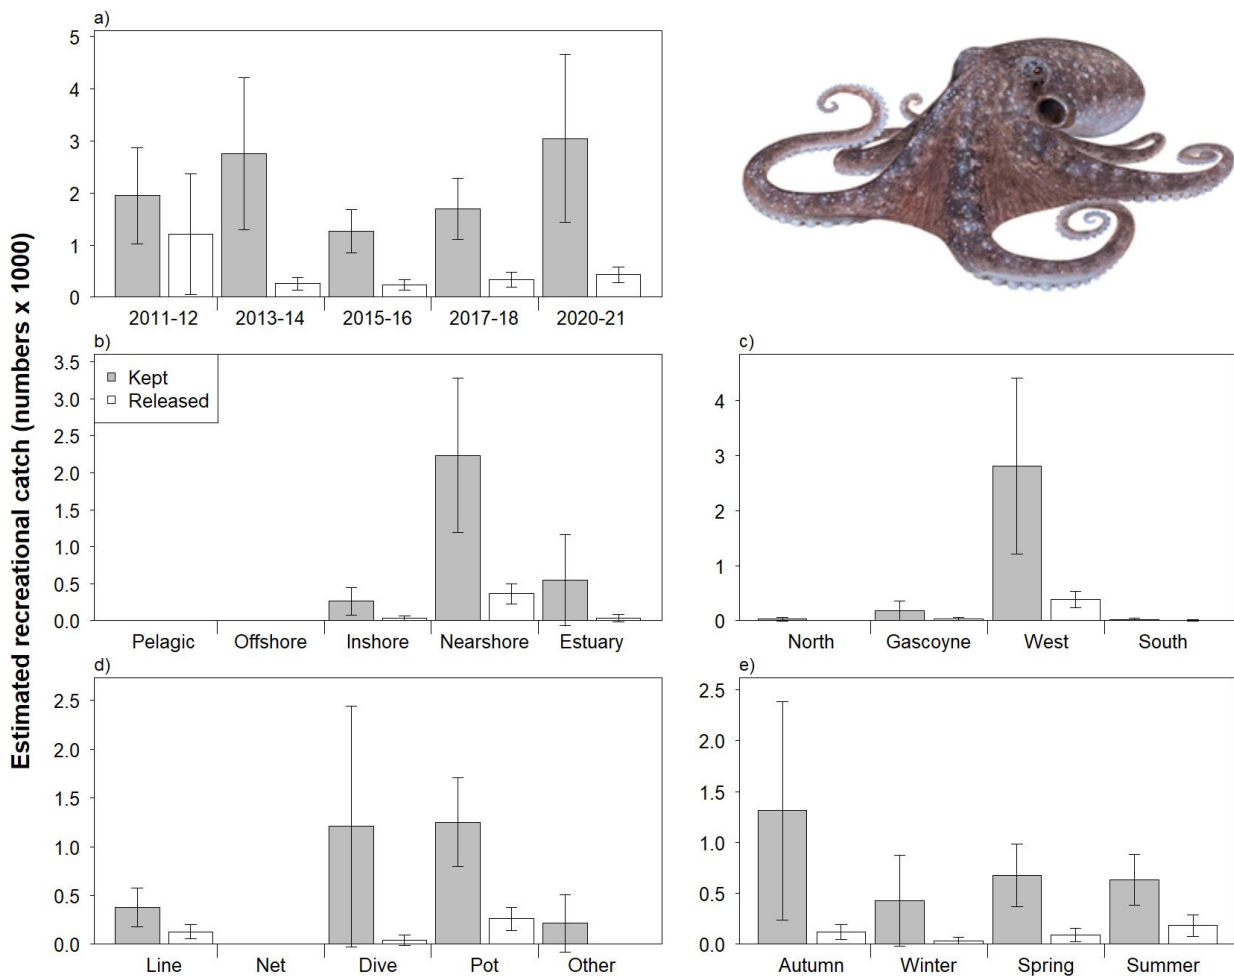 Estimated recreational catch (numbers x 1000)
a)
5
4
3
2
1
0
2011-12 2013-14 2015-16 2017-18 2020-21
b)
Kept
Released
3.5
3.0
2.5
2.0
1.5
1.0
0.5
0.0
Pelagic Offshore Inshore Nearshore Estuary
c)
4
3
2
1
0
North Gascoyne West South
d)
2.5
2.0
1.5
1.0
0.5
0.0
Line Net Dive Pot Other
e)
2.5
2.0
1.5
1.0
0.5
0.0
Autumn Winter Spring Summer